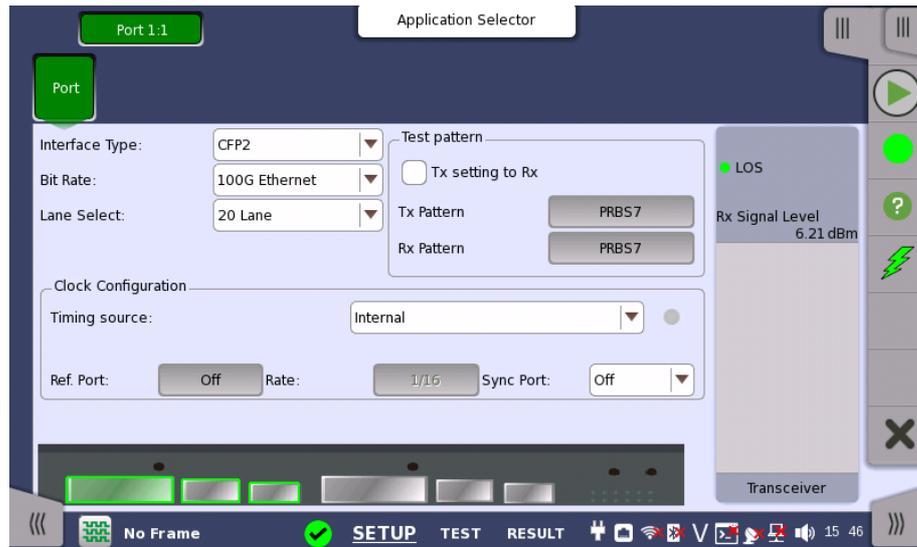 Port 1:1
Application Selector
Port
Interface Type: CFP2
Bit Rate: 100G Ethernet
Lane Select: 20 Lane
Test pattern
Tx setting to Rx
Tx Pattern PRBS7
Rx Pattern PRBS7
LOS
Rx Signal Level
6.21 dBm
Clock Configuration
Timing source: Internal
Ref. Port: Off Rate: 1/16 Sync Port: Off
Transceiver
No Frame SETUP TEST RESULT 15 46